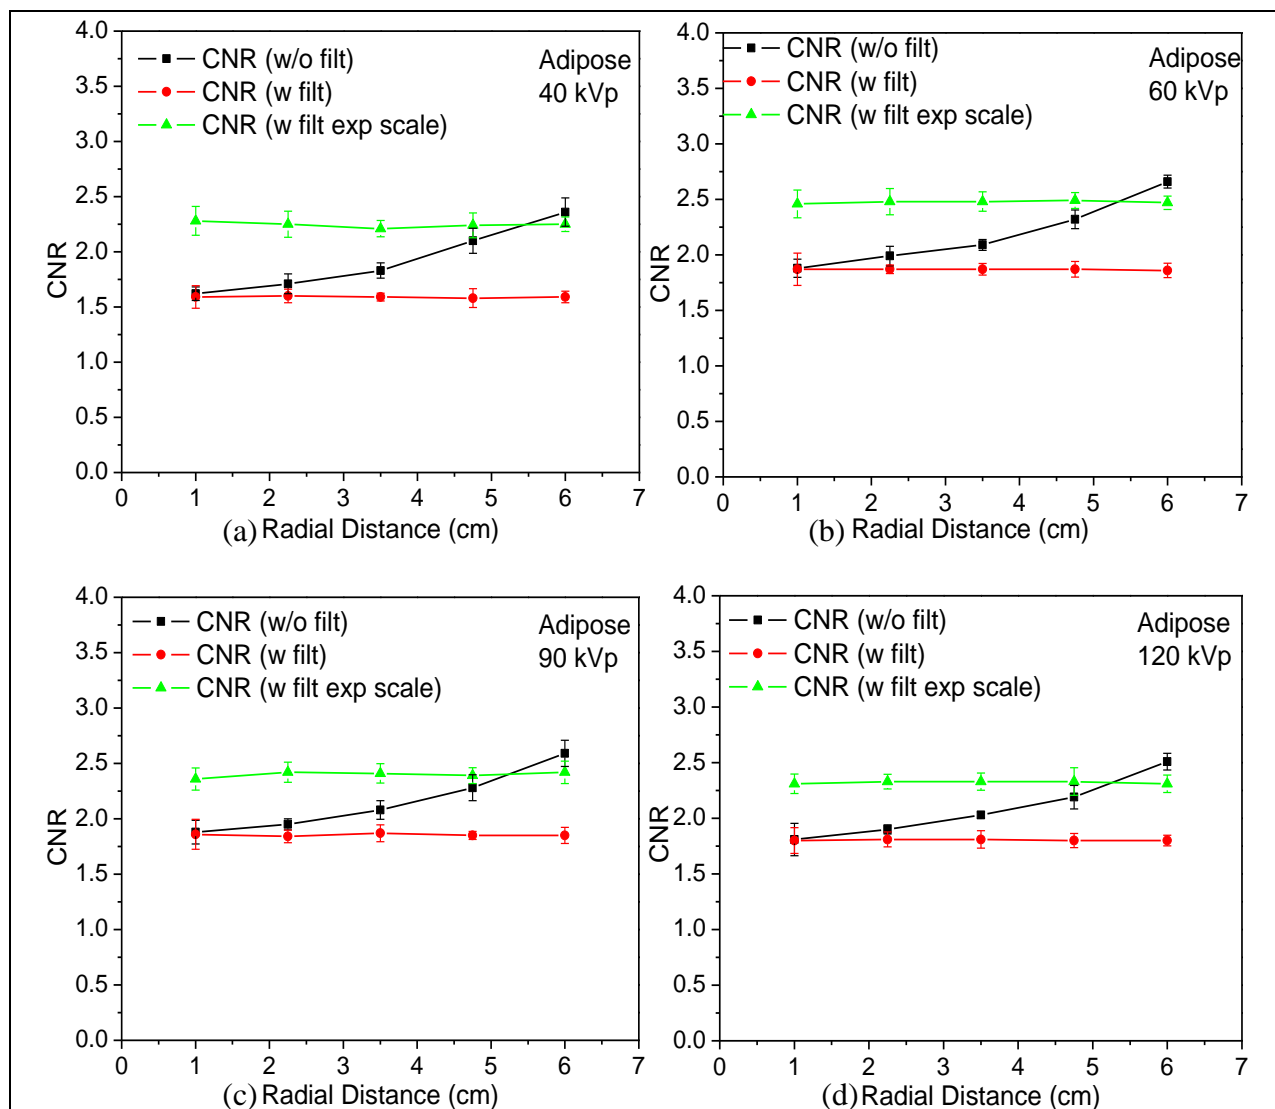 4.0
3.5
3.0
2.5
2.0
1.5
1.0
0.5
0.0
CNR
CNR (w/o filt)
CNR (w filt)
CNR (w filt exp scale)
Adipose
40 kVp
0 1 2 3 4 5 6 7
(a) Radial Distance (cm)
4.0
3.5
3.0
2.5
2.0
1.5
1.0
0.5
0.0
CNR
CNR (w/o filt)
CNR (w filt)
CNR (w filt exp scale)
Adipose
60 kVp
0 1 2 3 4 5 6 7
(b) Radial Distance (cm)
4.0
3.5
3.0
2.5
2.0
1.5
1.0
0.5
0.0
CNR
CNR (w/o filt)
CNR (w filt)
CNR (w filt exp scale)
Adipose
90 kVp
0 1 2 3 4 5 6 7
(c) Radial Distance (cm)
4.0
3.5
3.0
2.5
2.0
1.5
1.0
0.5
0.0
CNR
CNR (w/o filt)
CNR (w filt)
CNR (w filt exp scale)
Adipose
120 kVp
0 1 2 3 4 5 6 7
(d) Radial Distance (cm)